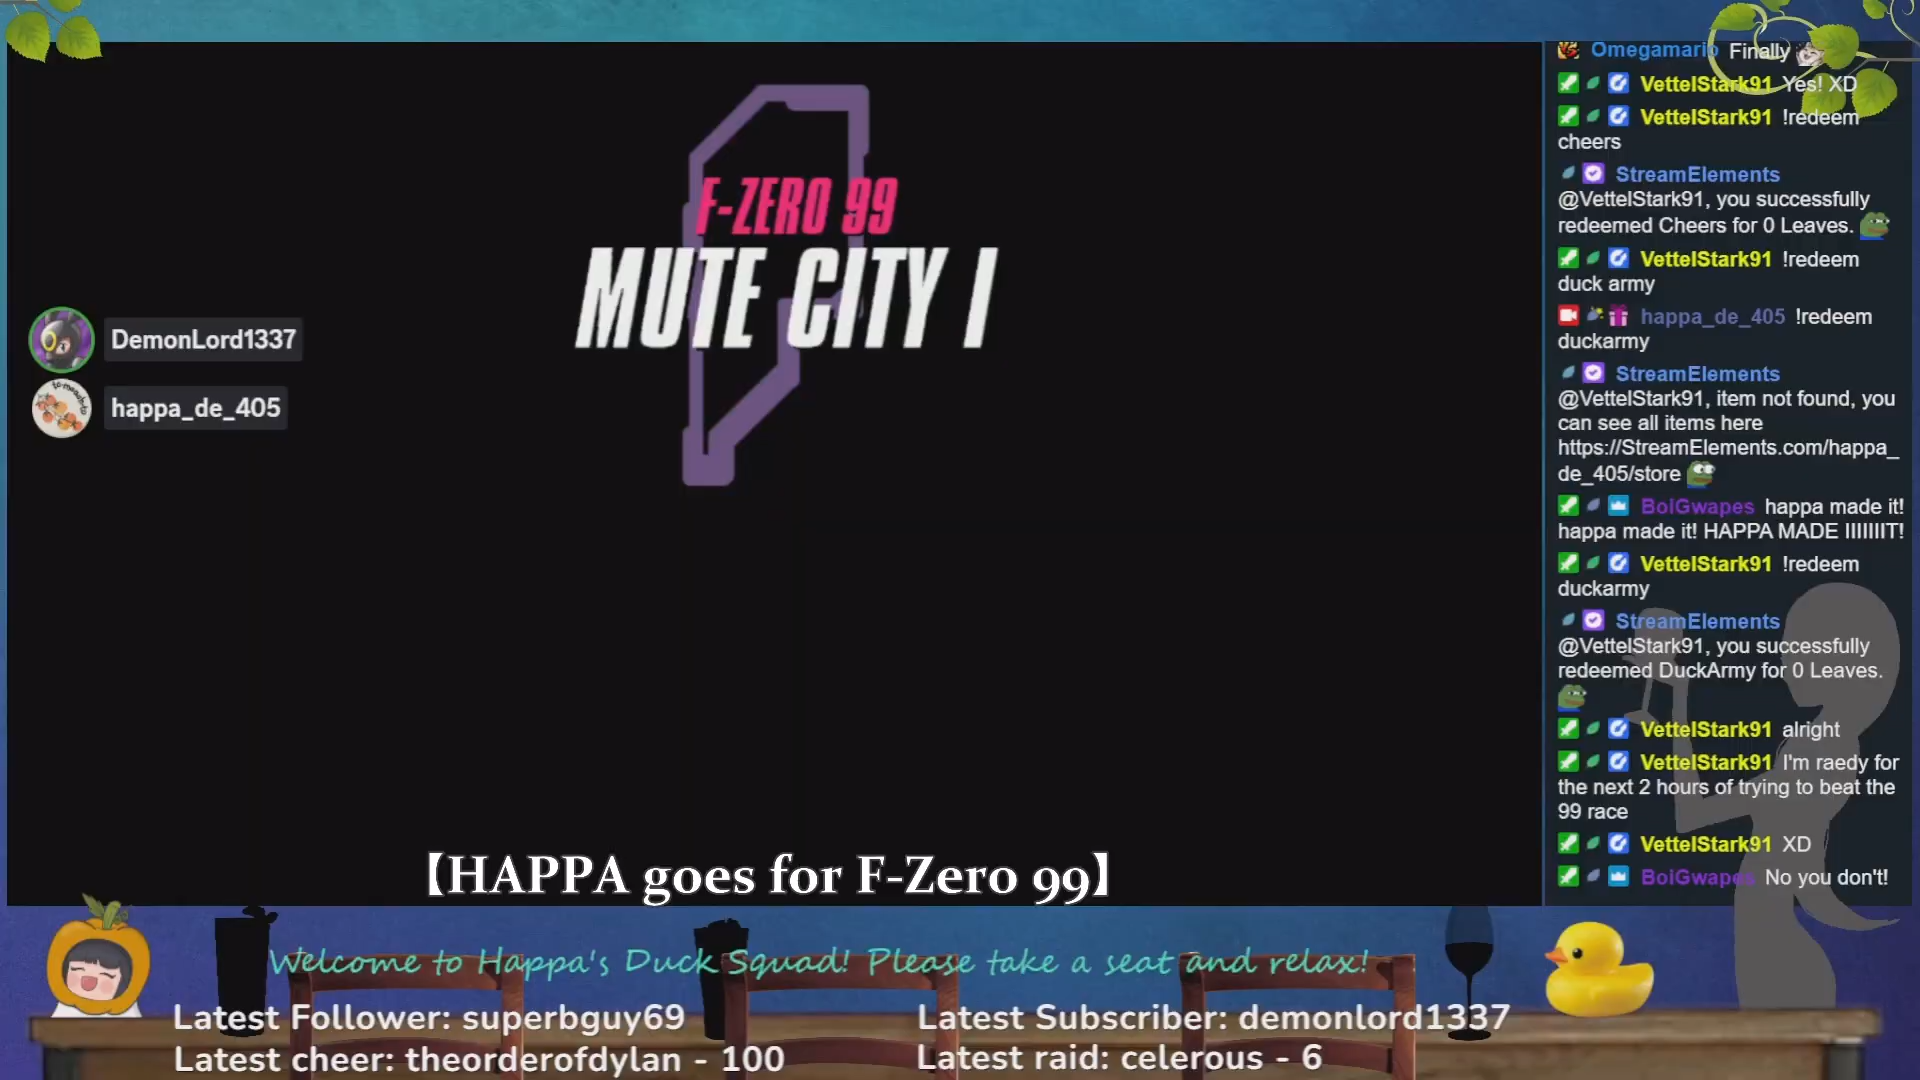 F-ZERO 99
MUTE CITY I
DemonLord1337
happa_de_405
【HAPPA goes for F-Zero 99】
Omegamario Finally
VettelStark91 Yes! XD
VettelStark91 !redeem
cheers
StreamElements
@VettelStark91, you successfully
redeemed Cheers for 0 Leaves.
VettelStark91 !redeem
duck army
happa_de_405 !redeem
duckarmy
StreamElements
@VettelStark91, item not found, you
can see all items here
https://StreamElements.com/happa_
de_405/store
BoiGwapes happa made it!
happa made it! HAPPA MADE IIIIIIIT!
VettelStark91 !redeem
duckarmy
StreamElements
@VettelStark91, you successfully
redeemed DuckArmy for 0 Leaves.
VettelStark91 alright
VettelStark91 I'm raedy for
the next 2 hours of trying to beat the
99 race
VettelStark91 XD
BoiGwapes No you don't!
Welcome to Happa's Duck Squad! Please take a seat and relax!
Latest Follower: superbguy69
Latest Subscriber: demonlord1337
Latest cheer: theorderofdylan - 100
Latest raid: celerous - 6